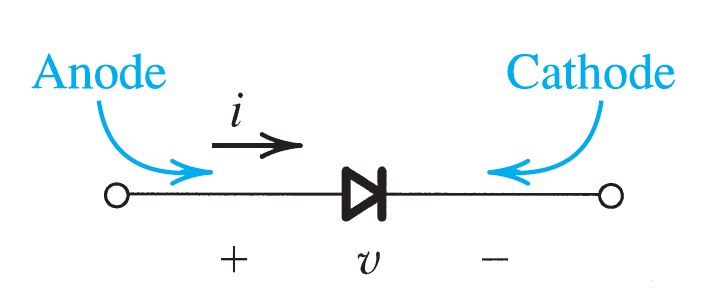 Anode Cathode
i
+ v −